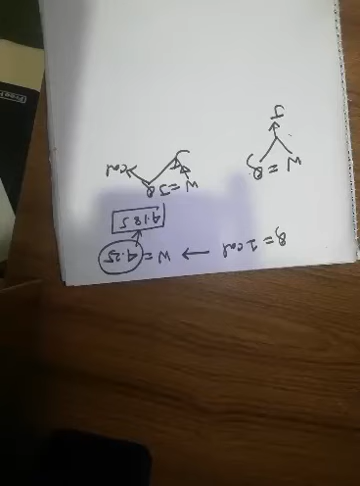 Q = 1 cal → W = 4.2J
4.18J
W = JQ
W = Q
J cal
J